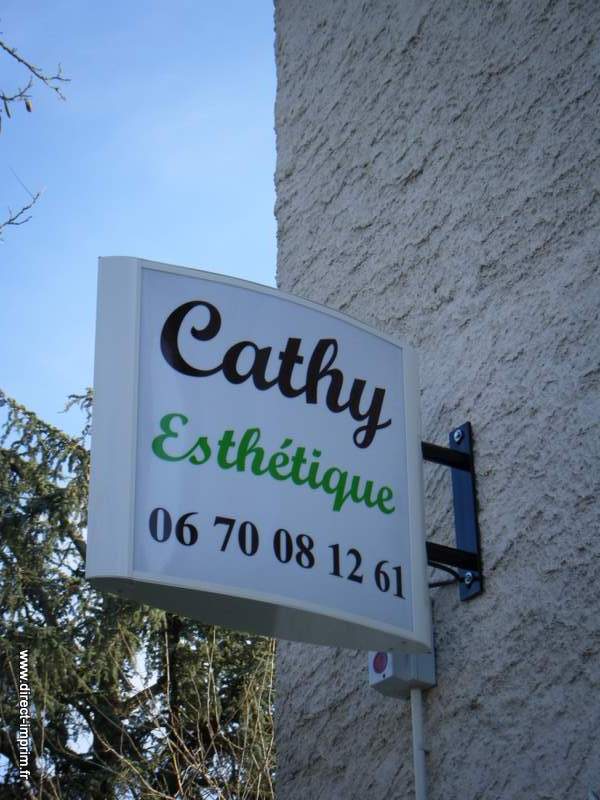 Cathy
Esthétique
06 70 08 12 61
www.direct-imprim.fr